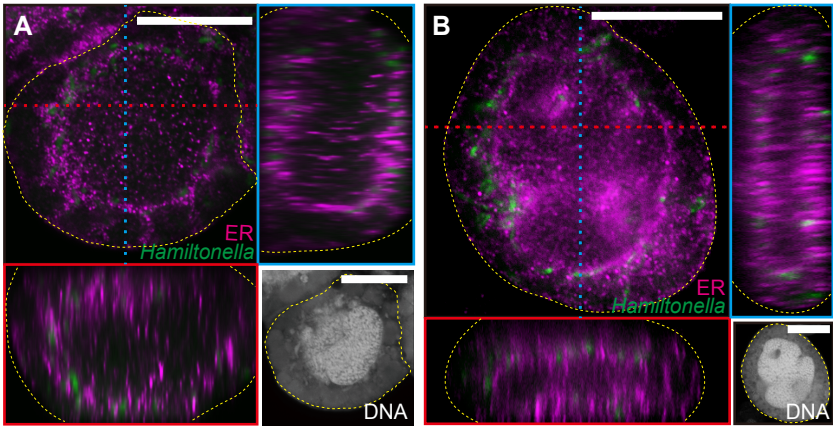 A
ER
Hamiltonella
DNA
B
ER
Hamiltonella
DNA